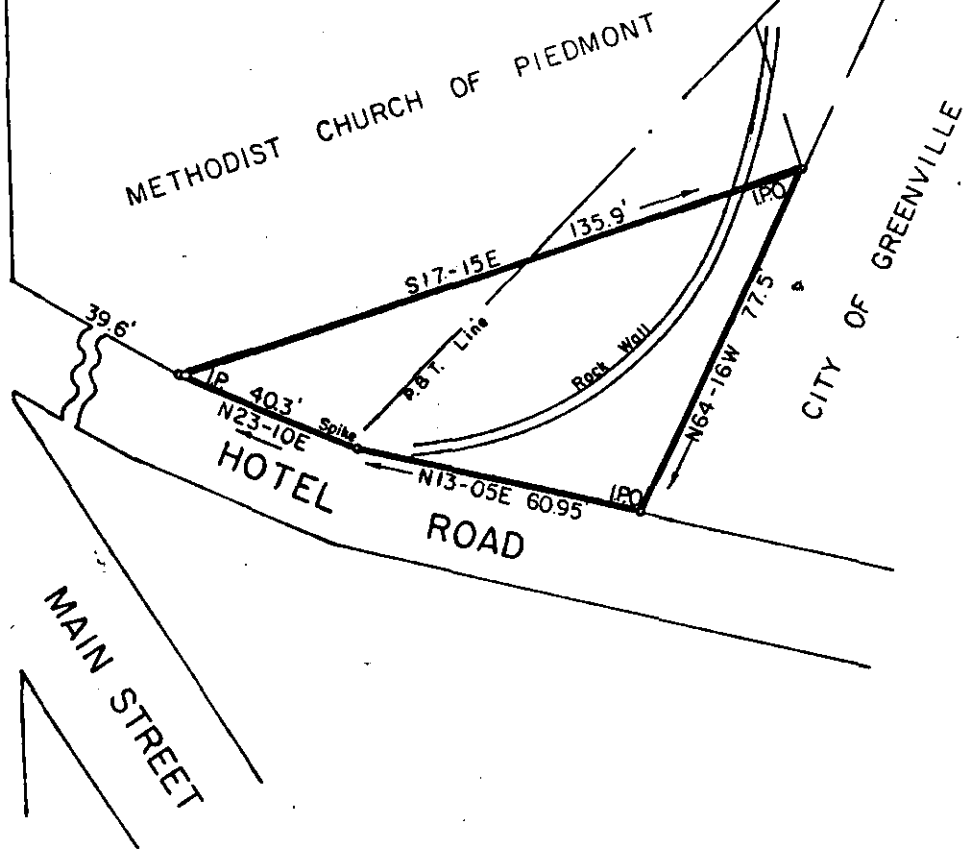 METHODIST CHURCH OF PIEDMONT
CITY OF GREENVILLE
I.P.O.
135.9'
S17-15E
77.5'
N64-16W
39.6'
P.&T. Line
Rock Wall
I.P.
40.3'
N23-10E
Spike
N13-05E 60.95'
I.P.O
HOTEL ROAD
MAIN STREET